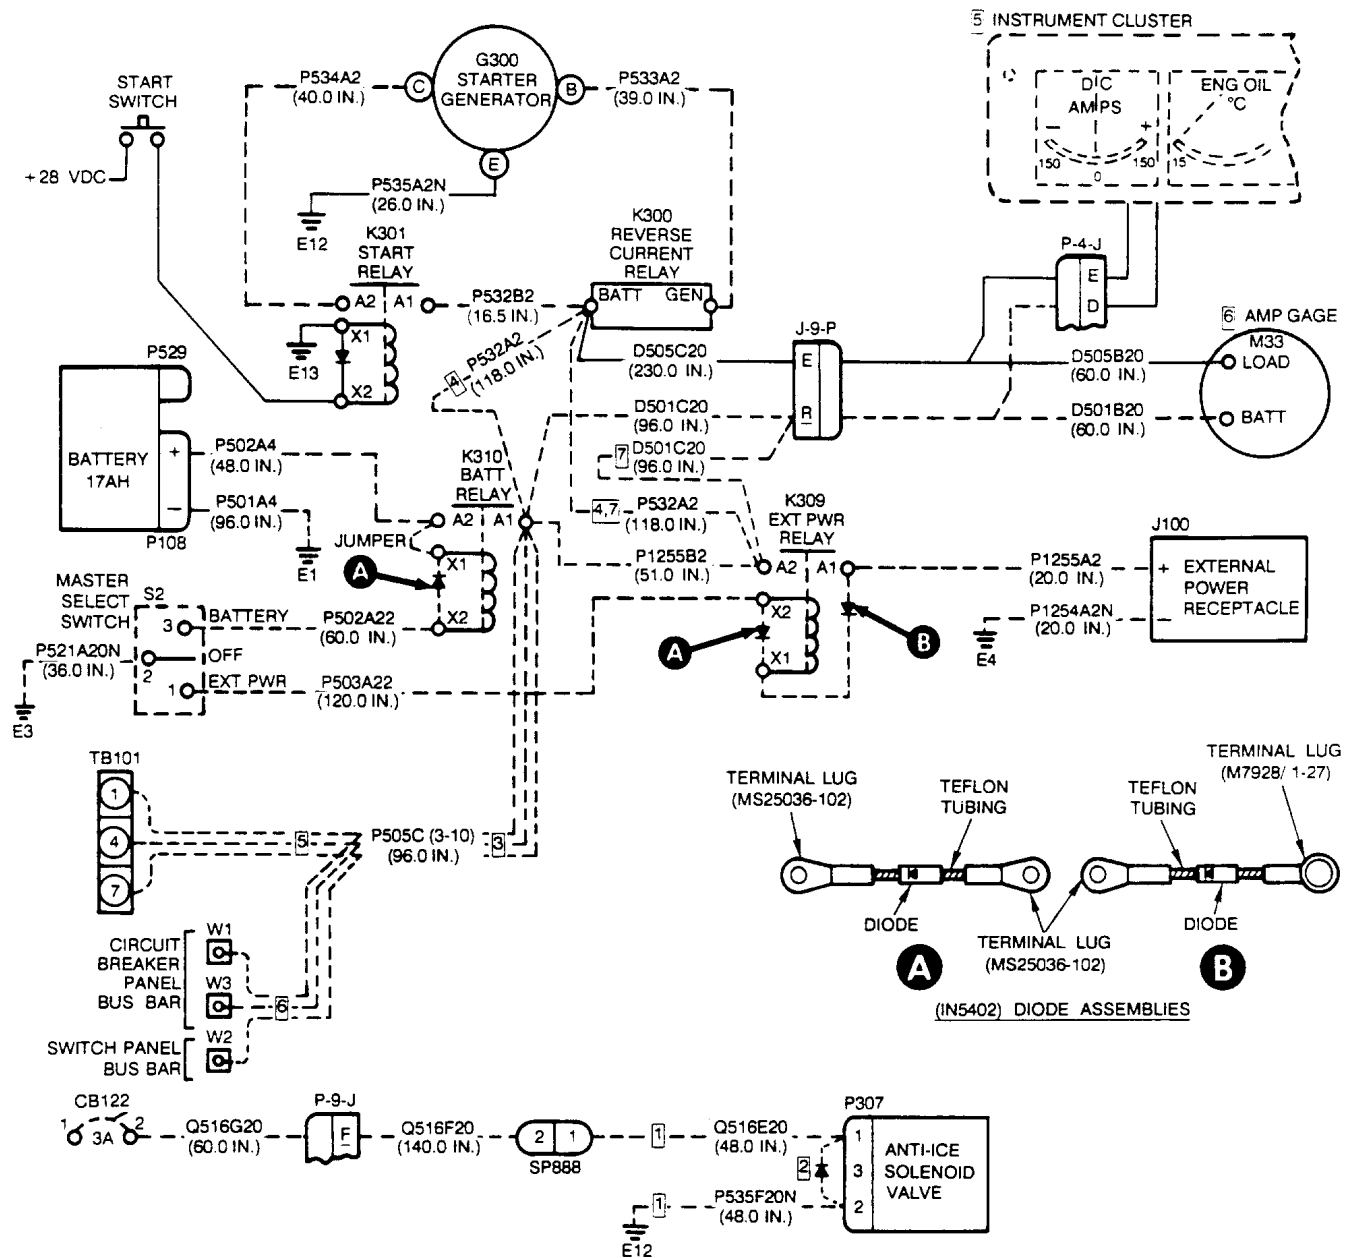 5 INSTRUMENT CLUSTER
D|C
AMPS
− +
150 150
0
ENG OIL
°C
15
START
SWITCH
+28 VDC
P534A2
(40.0 IN.)
C
G300
STARTER
GENERATOR
B
E
P533A2
(39.0 IN.)
P535A2N
(26.0 IN.)
E12
K301
START
RELAY
A2 A1
X1
X2
E13
P532B2
(16.5 IN.)
K300
REVERSE
CURRENT
RELAY
BATT GEN
P-4-J
E
D
6 AMP GAGE
M33
LOAD
BATT
J-9-P
E
R
D505C20
(230.0 IN.)
D505B20
(60.0 IN.)
D501C20
(96.0 IN.)
D501B20
(60.0 IN.)
7 D501C20
(96.0 IN.)
4 P532A2
(118.0 IN.)
4,7 P532A2
(118.0 IN.)
P529
BATTERY
17AH
+
−
P108
P502A4
(48.0 IN.)
P501A4
(96.0 IN.)
E1
K310
BATT
RELAY
A2 A1
JUMPER
X1
X2
A
P1255B2
(51.0 IN.)
K309
EXT PWR
RELAY
A2 A1
X2
X1
A
B
P1255A2
(20.0 IN.)
P1254A2N
(20.0 IN.)
E4
J100
+ EXTERNAL
POWER
− RECEPTACLE
MASTER
SELECT
SWITCH
S2
3 BATTERY
2 OFF
1 EXT PWR
P521A20N
(36.0 IN.)
E3
P502A22
(60.0 IN.)
P503A22
(120.0 IN.)
TB101
1
4
7
5
P505C (3-10)
(96.0 IN.)
3
CIRCUIT
BREAKER
PANEL
BUS BAR
W1
W3
6
SWITCH PANEL
BUS BAR
W2
TERMINAL LUG
(MS25036-102)
TEFLON
TUBING
DIODE
A
TERMINAL LUG
(MS25036-102)
TEFLON
TUBING
TERMINAL LUG
(M7928/ 1-27)
DIODE
B
(IN5402) DIODE ASSEMBLIES
CB122
1 2
3A
Q516G20
(60.0 IN.)
P-9-J
F
Q516F20
(140.0 IN.)
2 1
SP888
1
Q516E20
(48.0 IN.)
2
P307
1
3
2
ANTI-ICE
SOLENOID
VALVE
1
P535F20N
(48.0 IN.)
E12